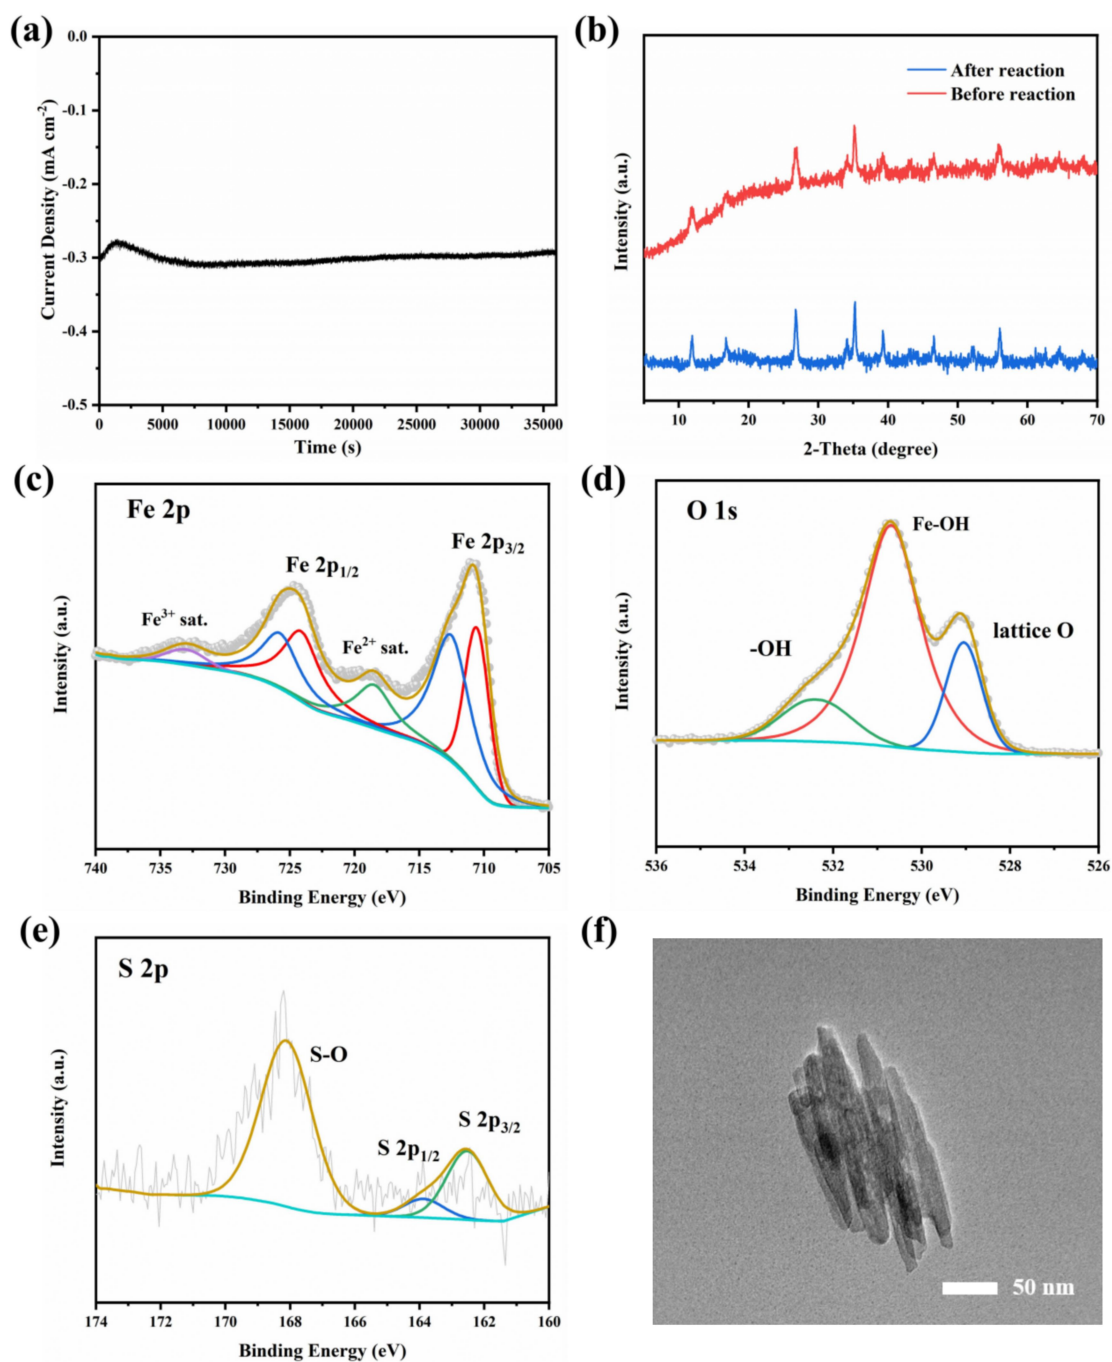 (a)
0.0
-0.1
-0.2
-0.3
-0.4
-0.5
Current Density (mA cm⁻²)
0 5000 10000 15000 20000 25000 30000 35000
Time (s)
(b)
After reaction
Before reaction
Intensity (a.u.)
10 20 30 40 50 60 70
2-Theta (degree)
(c)
Fe 2p
Fe 2p₃/₂
Fe 2p₁/₂
Fe³⁺ sat.
Fe²⁺ sat.
Intensity (a.u.)
740 735 730 725 720 715 710 705
Binding Energy (eV)
(d)
O 1s
Fe-OH
lattice O
-OH
Intensity (a.u.)
536 534 532 530 528 526
Binding Energy (eV)
(e)
S 2p
S-O
S 2p₃/₂
S 2p₁/₂
Intensity (a.u.)
174 172 170 168 166 164 162 160
Binding Energy (eV)
(f)
50 nm